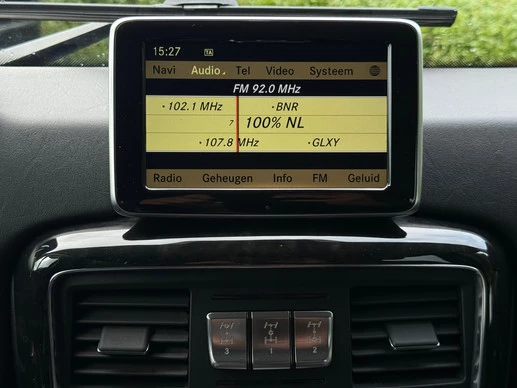 15:27 TA
Navi Audio Tel Video Systeem
FM 92.0 MHz
102.1 MHz BNR
7 100% NL
107.8 MHz GLXY
Radio Geheugen Info FM Geluid
3 1 2